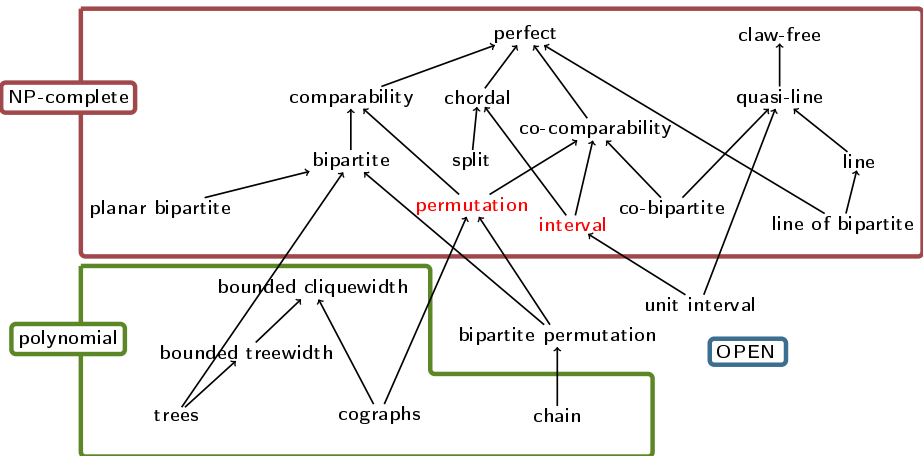 perfect
claw-free
NP-complete
comparability
chordal
quasi-line
co-comparability
bipartite
split
line
planar bipartite
permutation
interval
co-bipartite
line of bipartite
bounded cliquewidth
unit interval
polynomial
bipartite permutation
bounded treewidth
OPEN
trees
cographs
chain